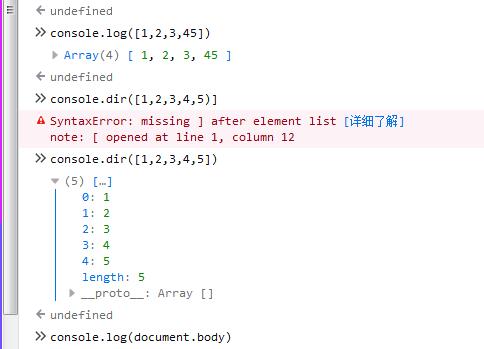 undefined
console.log([1,2,3,45])
Array(4) [ 1, 2, 3, 45 ]
undefined
console.dir([1,2,3,4,5)]
SyntaxError: missing ] after element list [详细了解]
note: [ opened at line 1, column 12
console.dir([1,2,3,4,5])
(5) […]
0: 1
1: 2
2: 3
3: 4
4: 5
length: 5
__proto__: Array []
undefined
console.log(document.body)